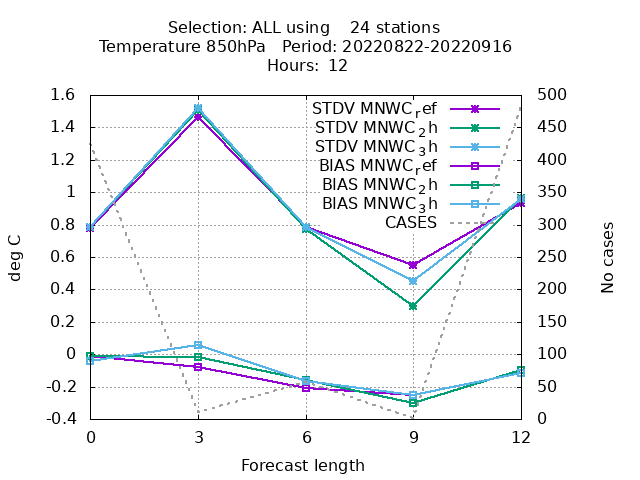 Selection: ALL using    24 stations
Temperature 850hPa   Period: 20220822-20220916
Hours:  12
1.6
1.4
1.2
1
0.8
0.6
0.4
0.2
0
-0.2
-0.4
500
450
400
350
300
250
200
150
100
50
0
STDV MNWC_ref
STDV MNWC_2h
STDV MNWC_3h
BIAS MNWC_ref
BIAS MNWC_2h
BIAS MNWC_3h
CASES
deg C
No cases
0
3
6
9
12
Forecast length